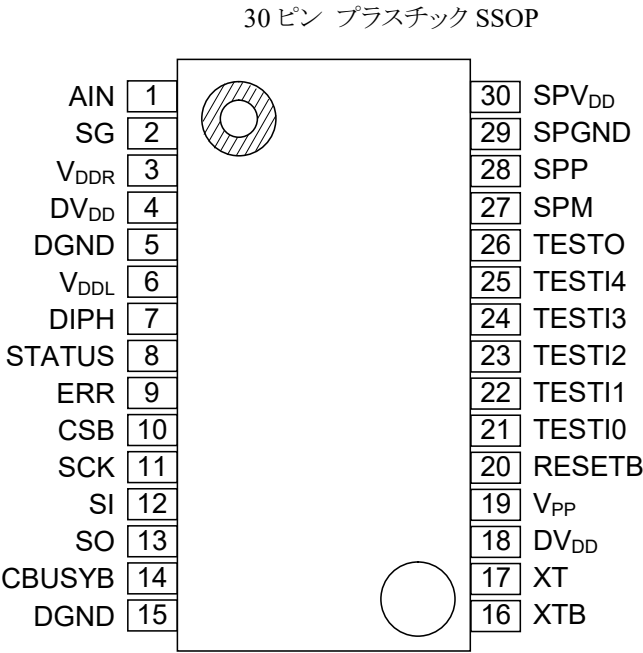 30 ピン プラスチック SSOP
AIN 1 30 SPVDD
SG 2 29 SPGND
VDDR 3 28 SPP
DVDD 4 27 SPM
DGND 5 26 TESTO
VDDL 6 25 TESTI4
DIPH 7 24 TESTI3
STATUS 8 23 TESTI2
ERR 9 22 TESTI1
CSB 10 21 TESTI0
SCK 11 20 RESETB
SI 12 19 VPP
SO 13 18 DVDD
CBUSYB 14 17 XT
DGND 15 16 XTB